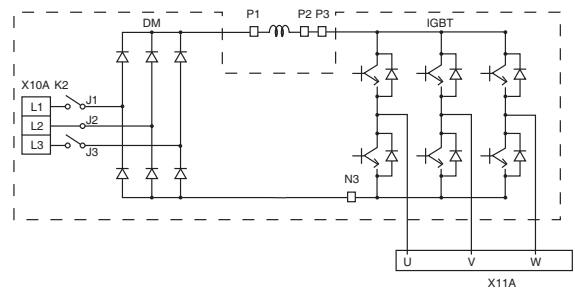 P1 P2 P3
DM IGBT
X10A K2
L1 J1
L2 J2
L3 J3
N3
U V W
X11A